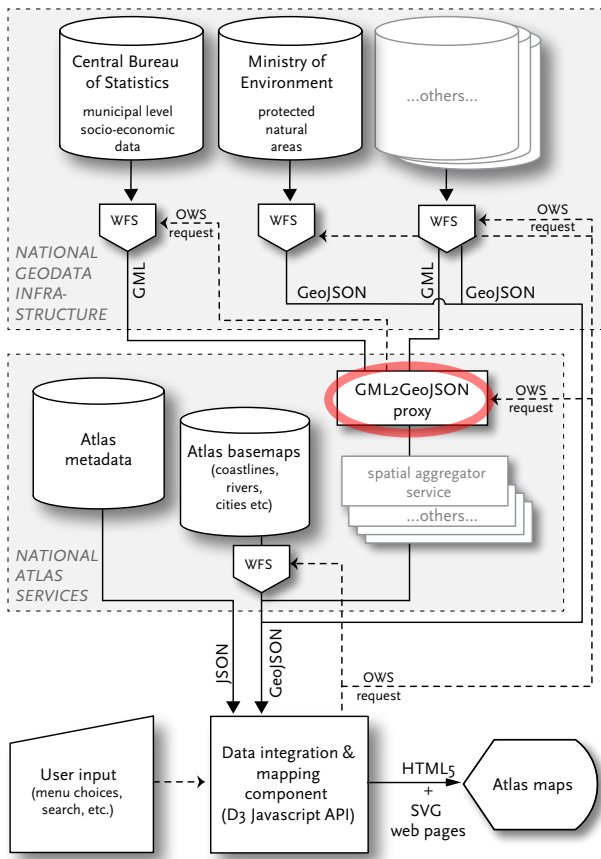 Central Bureau
of Statistics
municipal level
socio-economic
data
Ministry of
Environment
protected
natural
areas
...others...
WFS
OWS
request
WFS
WFS
OWS
request
NATIONAL
GEODATA
INFRA-
STRUCTURE
GML
GeoJSON
GML
GeoJSON
GML2GeoJSON
proxy
OWS
request
Atlas
metadata
Atlas basemaps
(coastlines,
rivers,
cities etc)
spatial aggregator
service
...others...
WFS
NATIONAL
ATLAS
SERVICES
JSON
GeoJSON
OWS
request
User input
(menu choices,
search, etc.)
Data integration &
mapping
component
(D3 Javascript API)
HTML5
+
SVG
web pages
Atlas maps